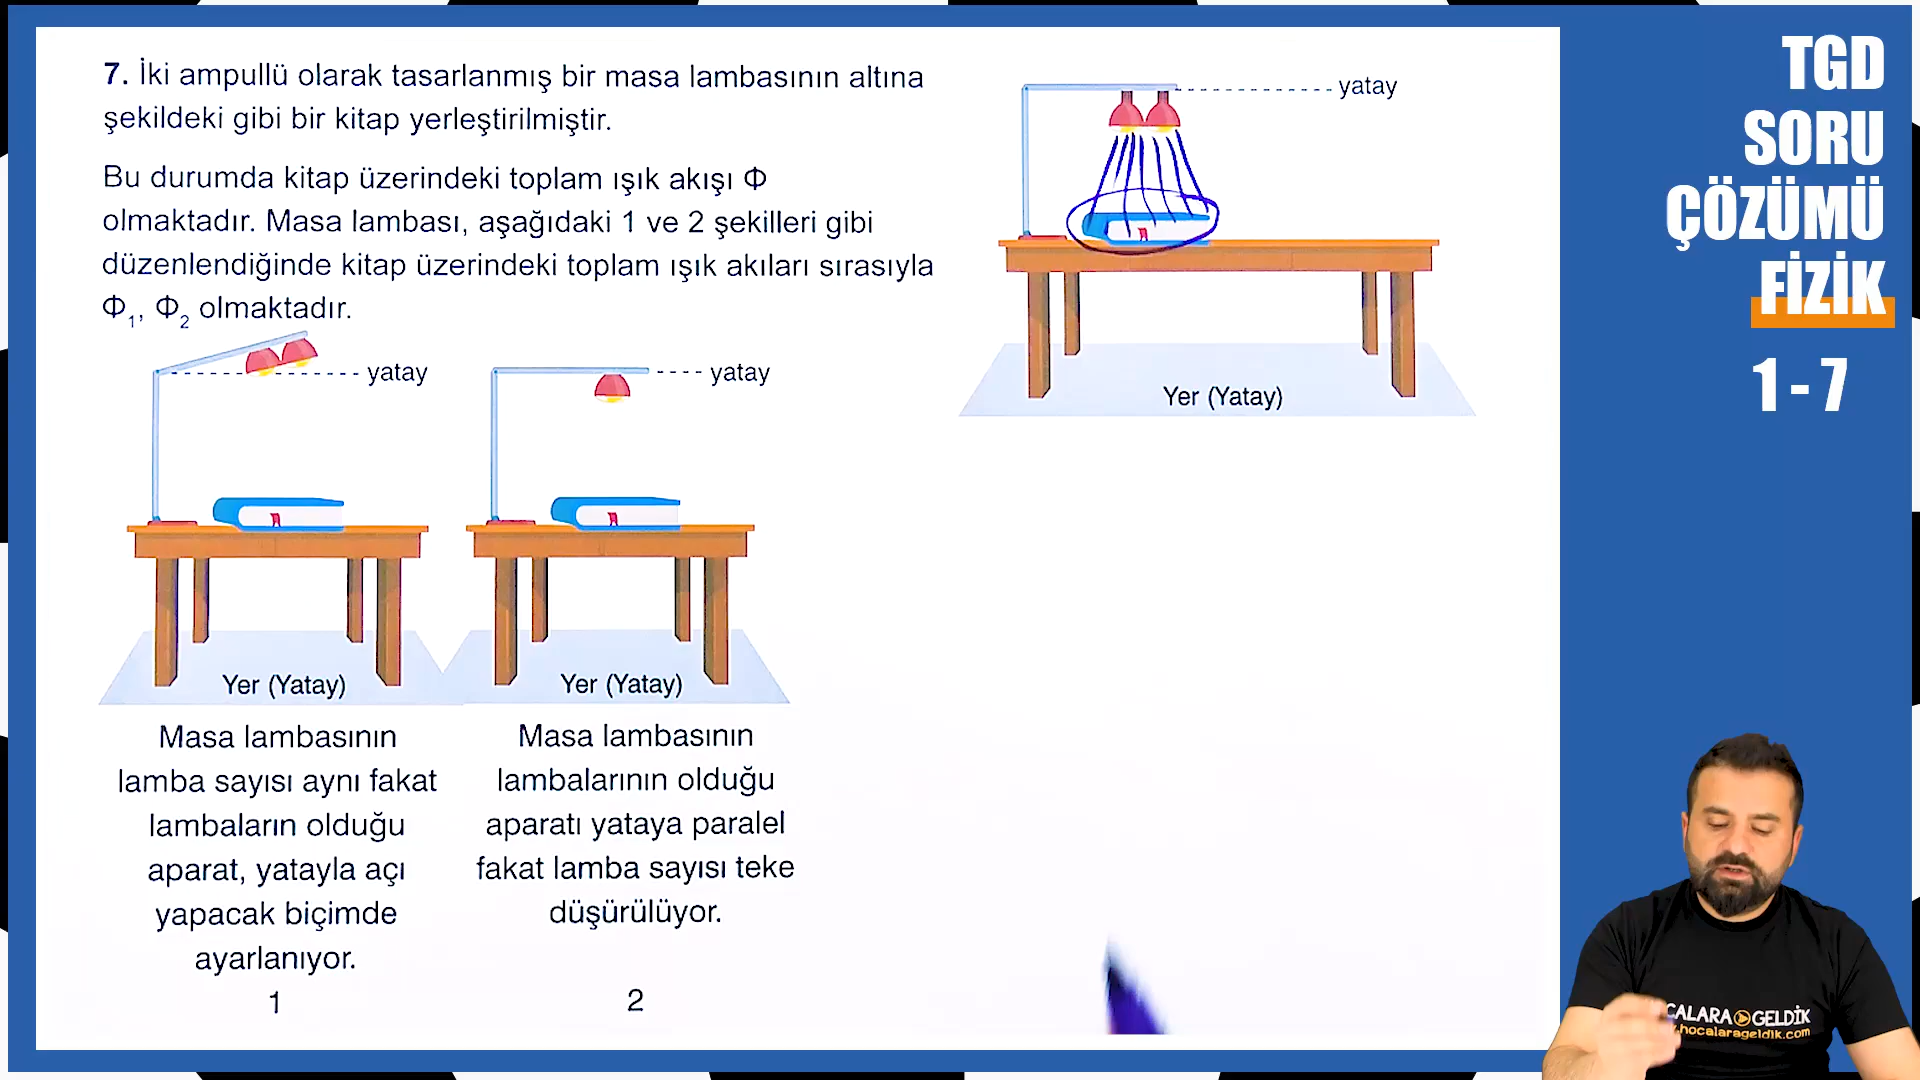 7. İki ampullü olarak tasarlanmış bir masa lambasının altına
şekildeki gibi bir kitap yerleştirilmiştir.
Bu durumda kitap üzerindeki toplam ışık akışı Φ
olmaktadır. Masa lambası, aşağıdaki 1 ve 2 şekilleri gibi
düzenlendiğinde kitap üzerindeki toplam ışık akıları sırasıyla
Φ₁, Φ₂ olmaktadır.
yatay
Yer (Yatay)
yatay
Yer (Yatay)
Masa lambasının
lamba sayısı aynı fakat
lambaların olduğu
aparat, yatayla açı
yapacak biçimde
ayarlanıyor.
1
yatay
Yer (Yatay)
Masa lambasının
lambalarının olduğu
aparatı yataya paralel
fakat lamba sayısı teke
düşürülüyor.
2
TGD
SORU
ÇÖZÜMÜ
FİZİK
1 - 7
CALARA GELDİK
hocalarageldik.com